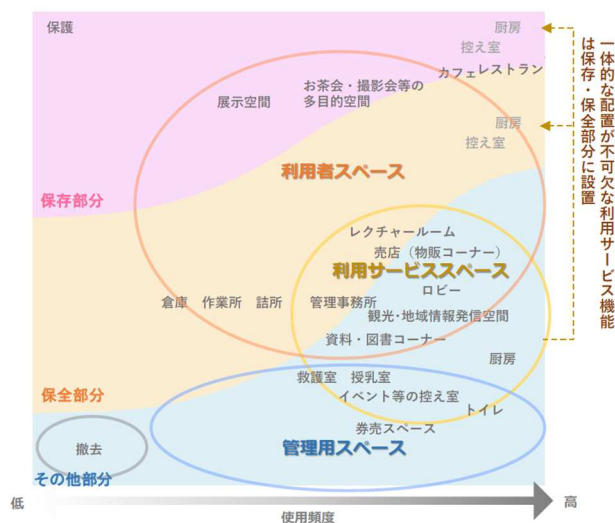 保護
厨房
控え室
カフェレストラン
お茶会・撮影会等の
多目的空間
展示空間
厨房
控え室
利用者スペース
保存部分
レクチャールーム
売店（物販コーナー）
利用サービススペース
ロビー
倉庫　作業所　詰所　管理事務所
観光・地域情報発信空間
資料・図書コーナー
厨房
救護室　授乳室
保全部分
イベント等の控え室
トイレ
券売スペース
管理用スペース
撤去
その他部分
低
高
使用頻度
一体的な配置が不可欠な利用サービス機能
は保存・保全部分に設置